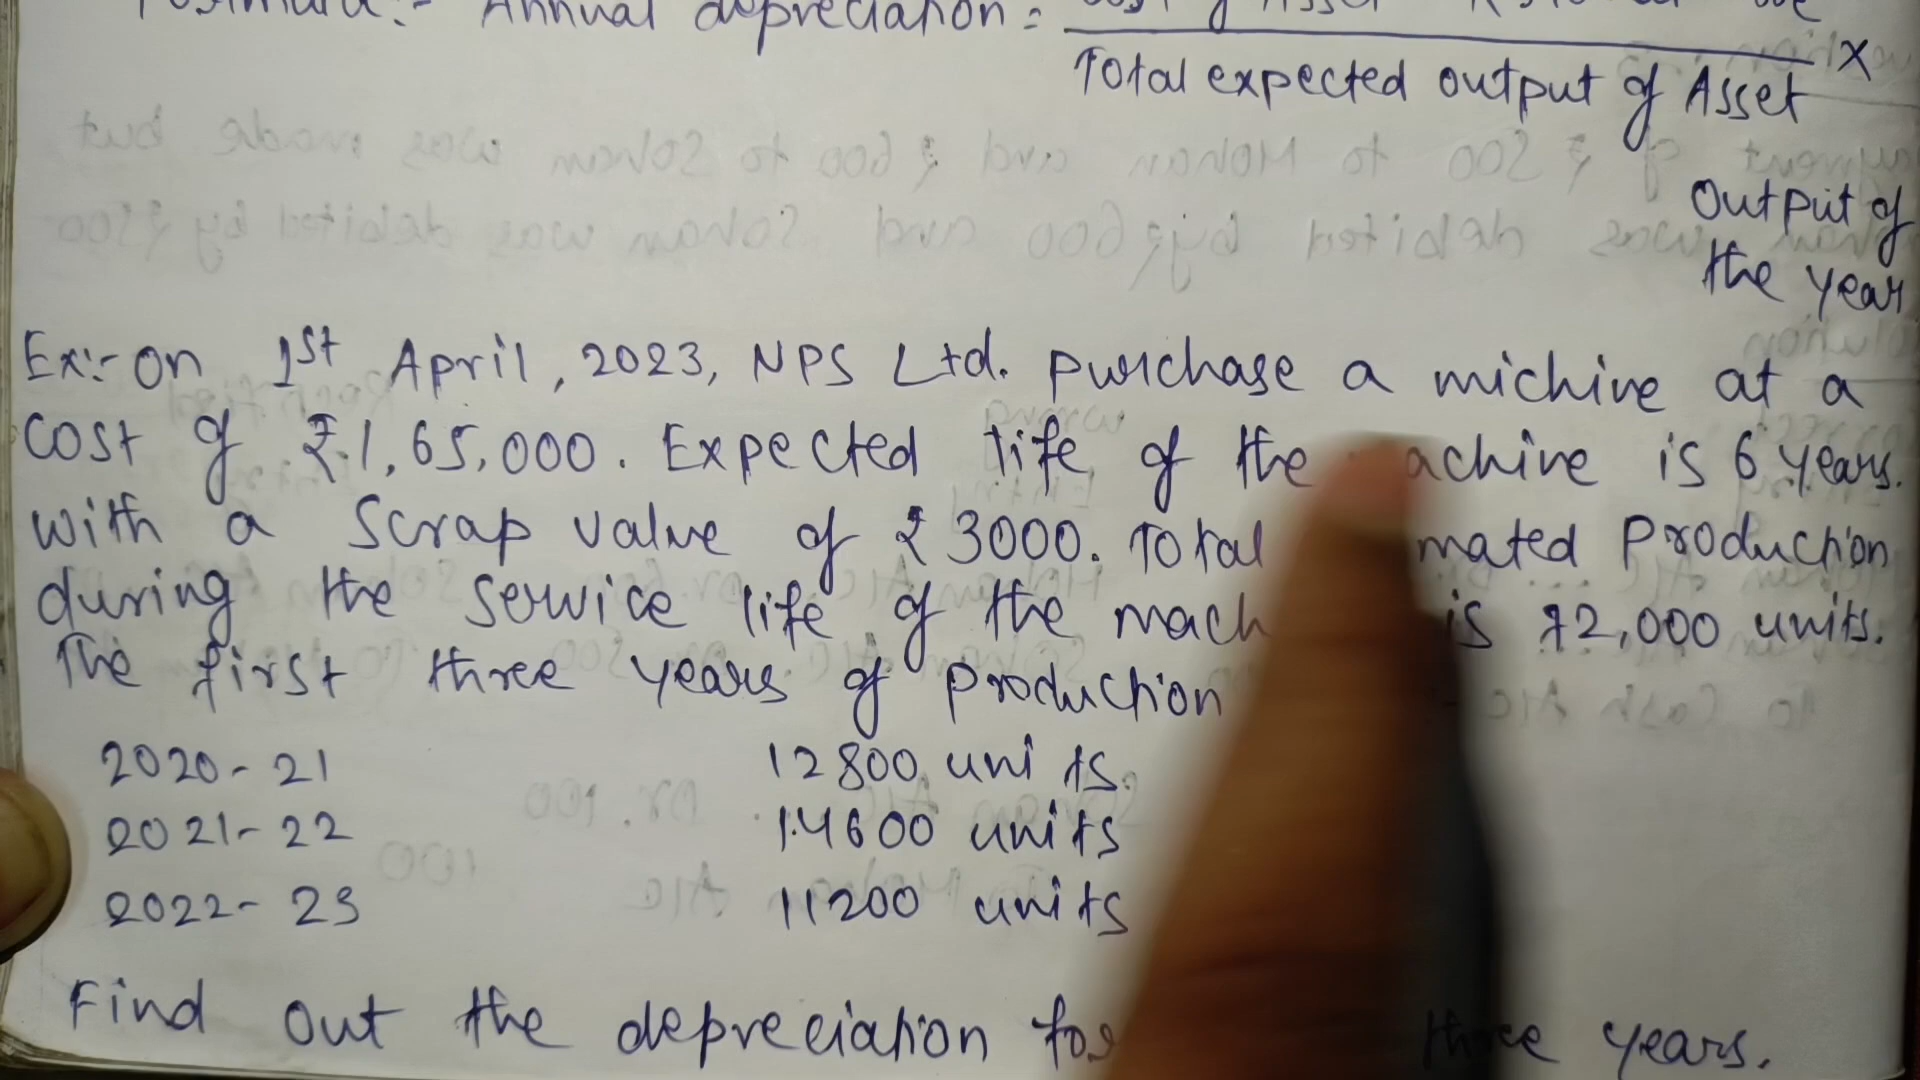 Annual depreciation =
Total expected output of Asset X
Output of
the year
Ex:- On 1st April, 2023, NPS Ltd. purchase a michine at a
cost of ₹.1,65,000. Expected life of the achine is 6 years.
with a Scrap value of ₹ 3000. Total mated production
during the service life of the mach is 72,000 units.
The first three years of production
2020-21 12800 units.
2021-22 14600 units
2022-23 11200 units
Find out the depreciation for three years.